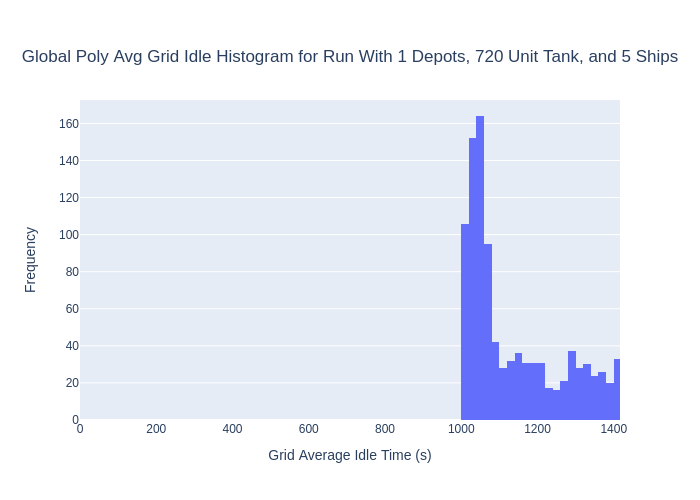 Global Poly Avg Grid Idle Histogram for Run With 1 Depots, 720 Unit Tank, and 5 Ships
160
140
120
100
80
60
40
20
0
Frequency
0 200 400 600 800 1000 1200 1400
Grid Average Idle Time (s)